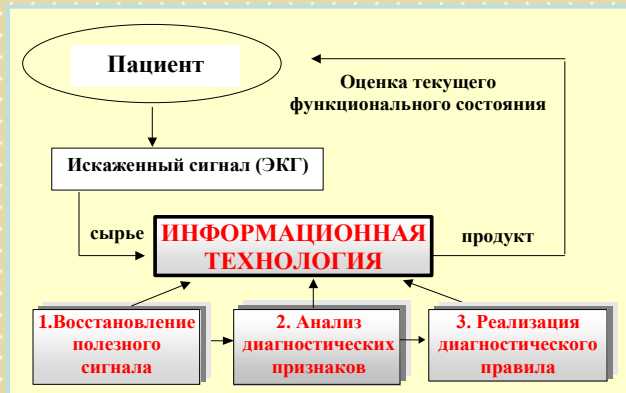 Пациент
Оценка текущего
функционального состояния
Искаженный сигнал (ЭКГ)
сырье
ИНФОРМАЦИОННАЯ
ТЕХНОЛОГИЯ
продукт
1.Восстановление
полезного
сигнала
2. Анализ
диагностических
признаков
3. Реализация
диагностического
правила